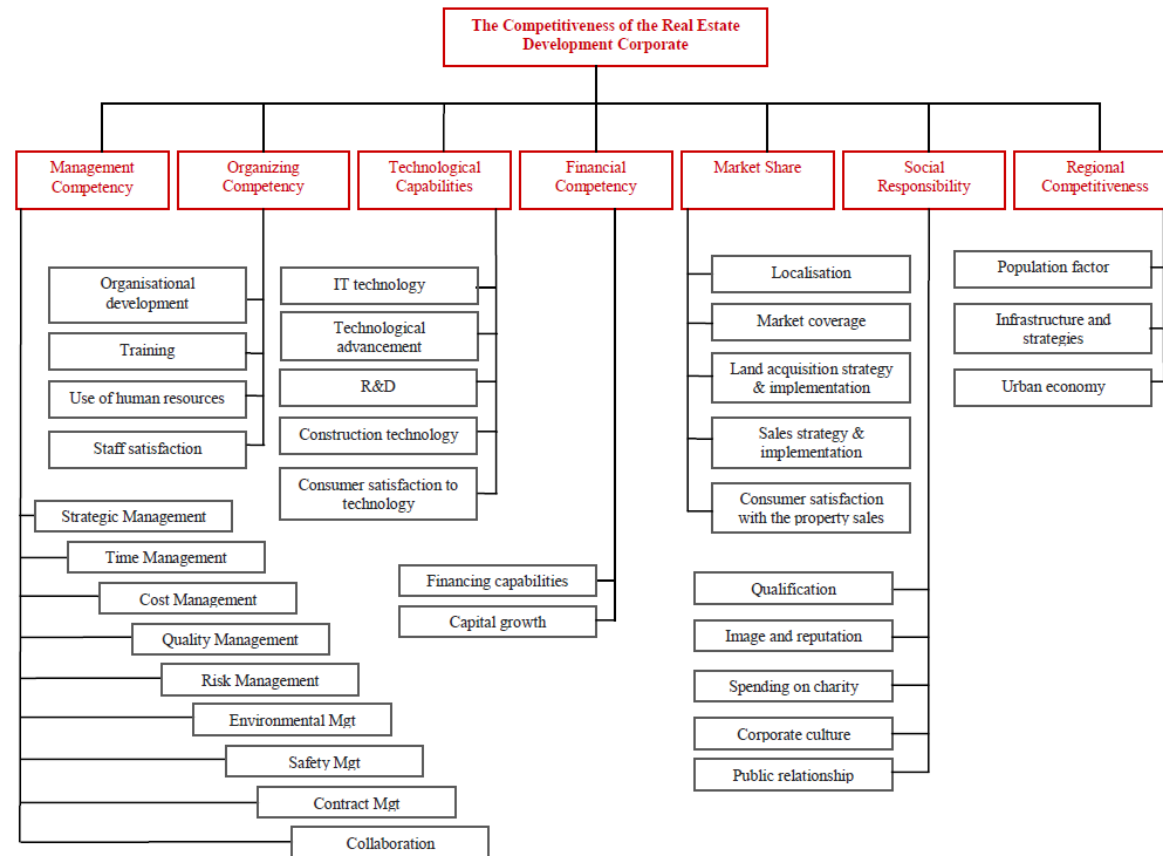 The Competitiveness of the Real Estate
Development Corporate
Management
Competency
Organizing
Competency
Technological
Capabilities
Financial
Competency
Market Share
Social
Responsibility
Regional
Competitiveness
Organisational
development
Training
Use of human resources
Staff satisfaction
IT technology
Technological
advancement
R&D
Construction technology
Consumer satisfaction to
technology
Localisation
Market coverage
Land acquisition strategy
& implementation
Sales strategy &
implementation
Consumer satisfaction
with the property sales
Population factor
Infrastructure and
strategies
Urban economy
Strategic Management
Time Management
Cost Management
Quality Management
Risk Management
Environmental Mgt
Safety Mgt
Contract Mgt
Collaboration
Financing capabilities
Capital growth
Qualification
Image and reputation
Spending on charity
Corporate culture
Public relationship